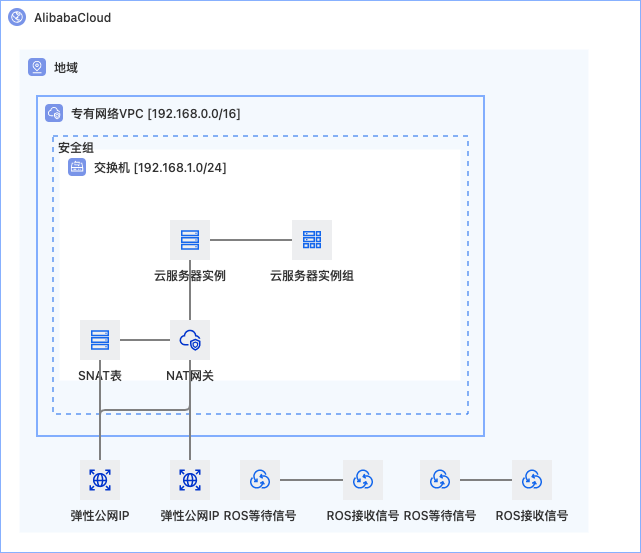 AlibabaCloud
地域
专有网络VPC [192.168.0.0/16]
安全组
交换机 [192.168.1.0/24]
云服务器实例
云服务器实例组
SNAT表
NAT网关
弹性公网IP
弹性公网IP
ROS等待信号
ROS接收信号
ROS等待信号
ROS接收信号